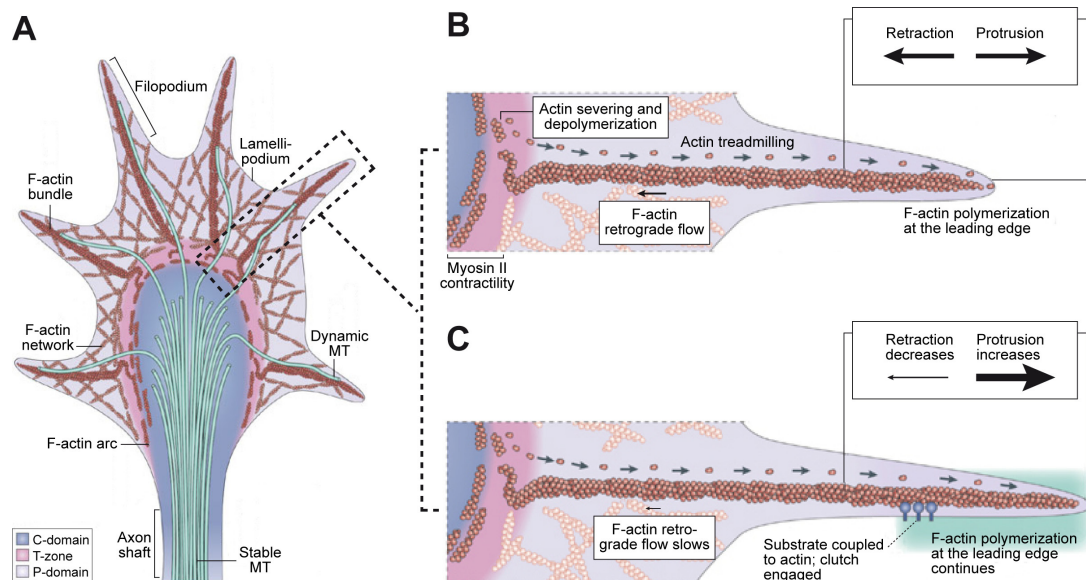 A
Filopodium
Lamelli-
podium
F-actin
bundle
F-actin
network
Dynamic
MT
F-actin arc
Axon
shaft
Stable
MT
C-domain
T-zone
P-domain
B
Retraction
Protrusion
Actin severing and
depolymerization
Actin treadmilling
F-actin
retrograde flow
F-actin polymerization
at the leading edge
Myosin II
contractility
C
Retraction
decreases
Protrusion
increases
F-actin retro-
grade flow slows
Substrate coupled
to actin; clutch
engaged
F-actin polymerization
at the leading edge
continues